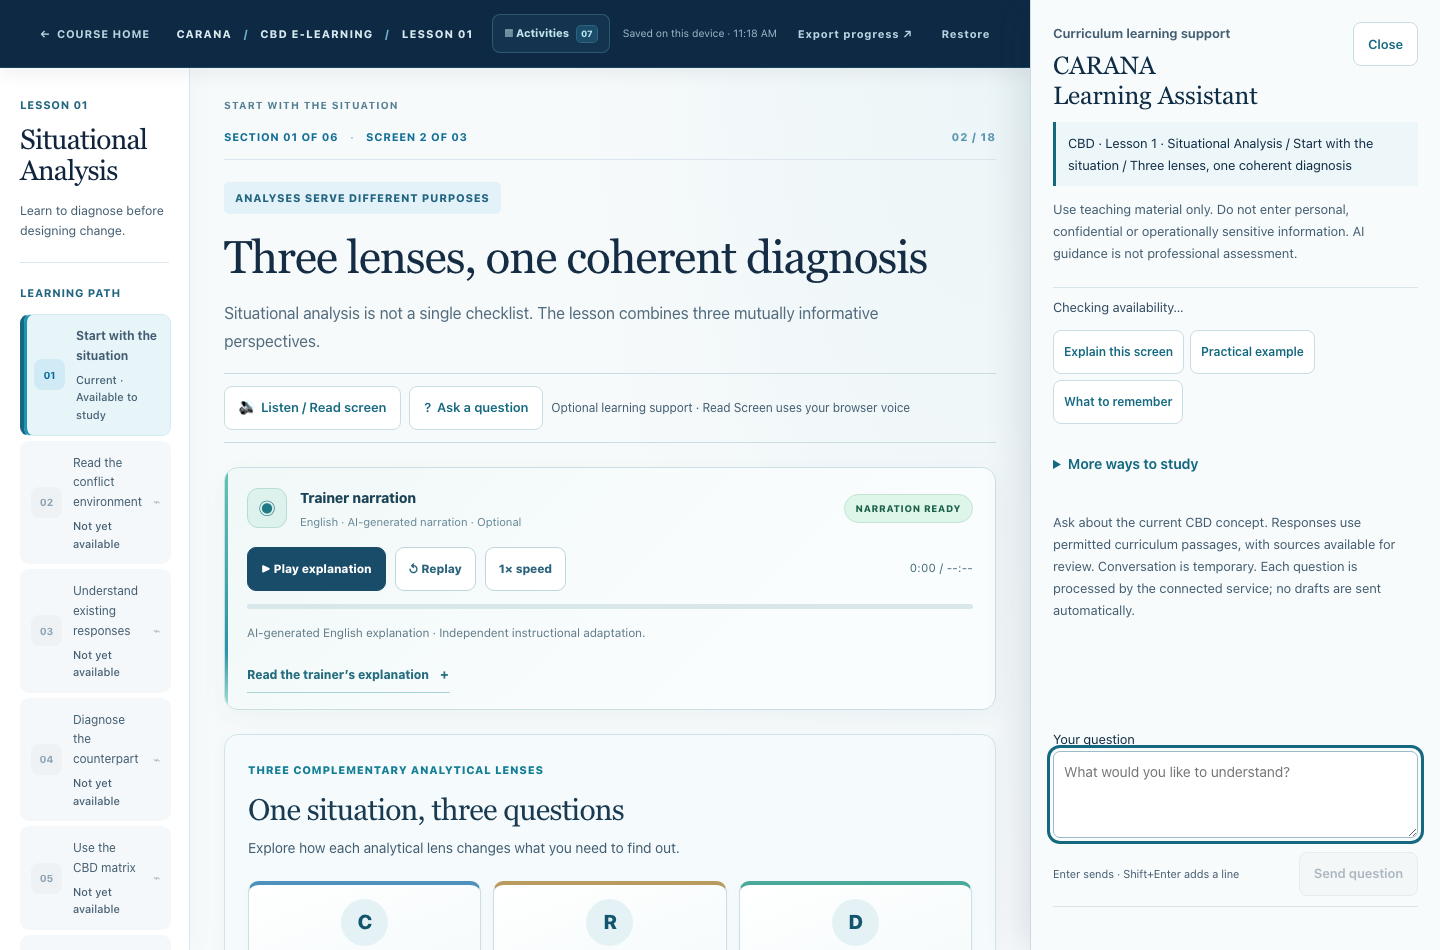 ← COURSE HOME
CARANA / CBD E-LEARNING / LESSON 01
Activities 07
Saved on this device · 11:18 AM
Export progress ↗
Restore
LESSON 01
Situational
Analysis
Learn to diagnose before
designing change.
LEARNING PATH
01
Start with the
situation
Current ·
Available to
study
02
Read the
conflict
environment
Not yet
available
03
Understand
existing
responses
Not yet
available
04
Diagnose
the
counterpart
Not yet
available
05
Use the
CBD matrix
Not yet
available
START WITH THE SITUATION
SECTION 01 OF 06 · SCREEN 2 OF 03
02 / 18
ANALYSES SERVE DIFFERENT PURPOSES
Three lenses, one coherent diagnosis
Situational analysis is not a single checklist. The lesson combines three mutually informative
perspectives.
Listen / Read screen
? Ask a question
Optional learning support · Read Screen uses your browser voice
Trainer narration
English · AI-generated narration · Optional
NARRATION READY
▶ Play explanation
↺ Replay
1× speed
0:00 / --:--
AI-generated English explanation · Independent instructional adaptation.
Read the trainer’s explanation +
THREE COMPLEMENTARY ANALYTICAL LENSES
One situation, three questions
Explore how each analytical lens changes what you need to find out.
C
R
D
Curriculum learning support
CARANA
Learning Assistant
Close
CBD · Lesson 1 · Situational Analysis / Start with the
situation / Three lenses, one coherent diagnosis
Use teaching material only. Do not enter personal,
confidential or operationally sensitive information. AI
guidance is not professional assessment.
Checking availability…
Explain this screen
Practical example
What to remember
▶ More ways to study
Ask about the current CBD concept. Responses use
permitted curriculum passages, with sources available for
review. Conversation is temporary. Each question is
processed by the connected service; no drafts are sent
automatically.
Your question
What would you like to understand?
Enter sends · Shift+Enter adds a line
Send question